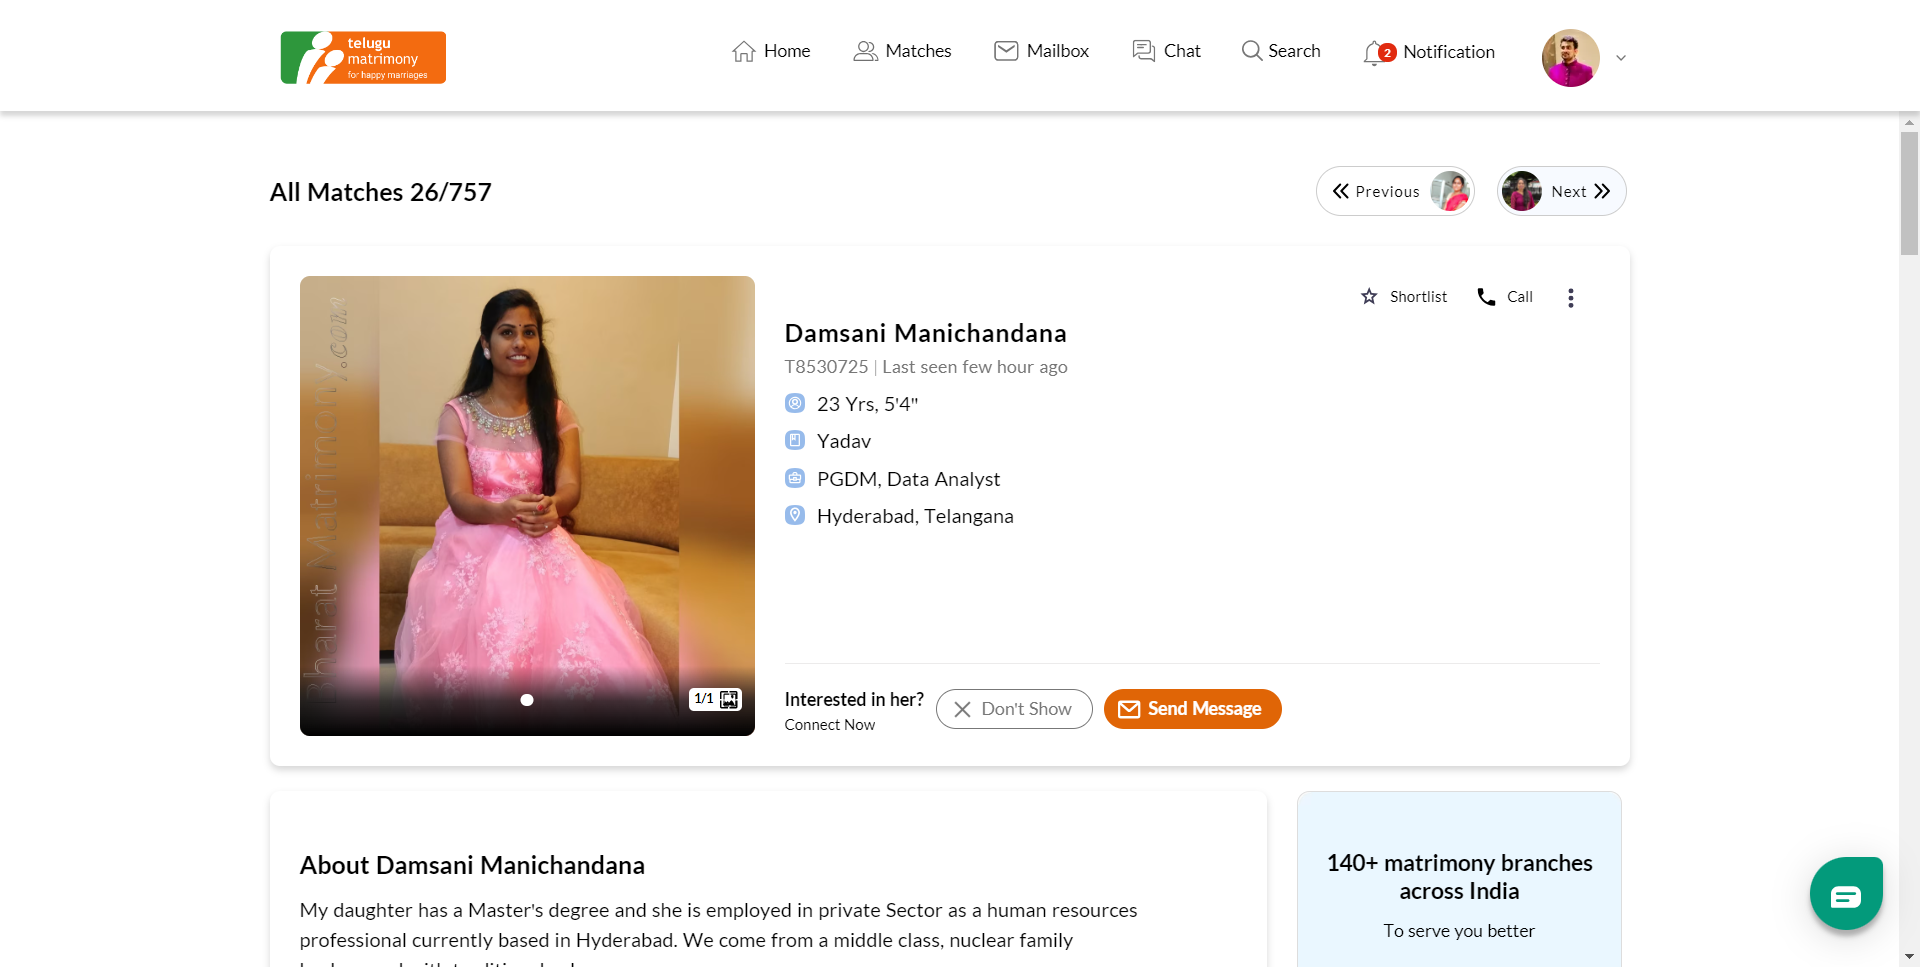 telugu
matrimony
for happy marriages
Home
Matches
Mailbox
Chat
Search
2
Notification
All Matches 26/757
Previous
Next
Bharat Matrimony.com
Shortlist
Call
Damsani Manichandana
T8530725 | Last seen few hour ago
23 Yrs, 5'4"
Yadav
PGDM, Data Analyst
Hyderabad, Telangana
1/1
Interested in her?
Connect Now
Don't Show
Send Message
About Damsani Manichandana
My daughter has a Master's degree and she is employed in private Sector as a human resources
professional currently based in Hyderabad. We come from a middle class, nuclear family
140+ matrimony branches
across India
To serve you better